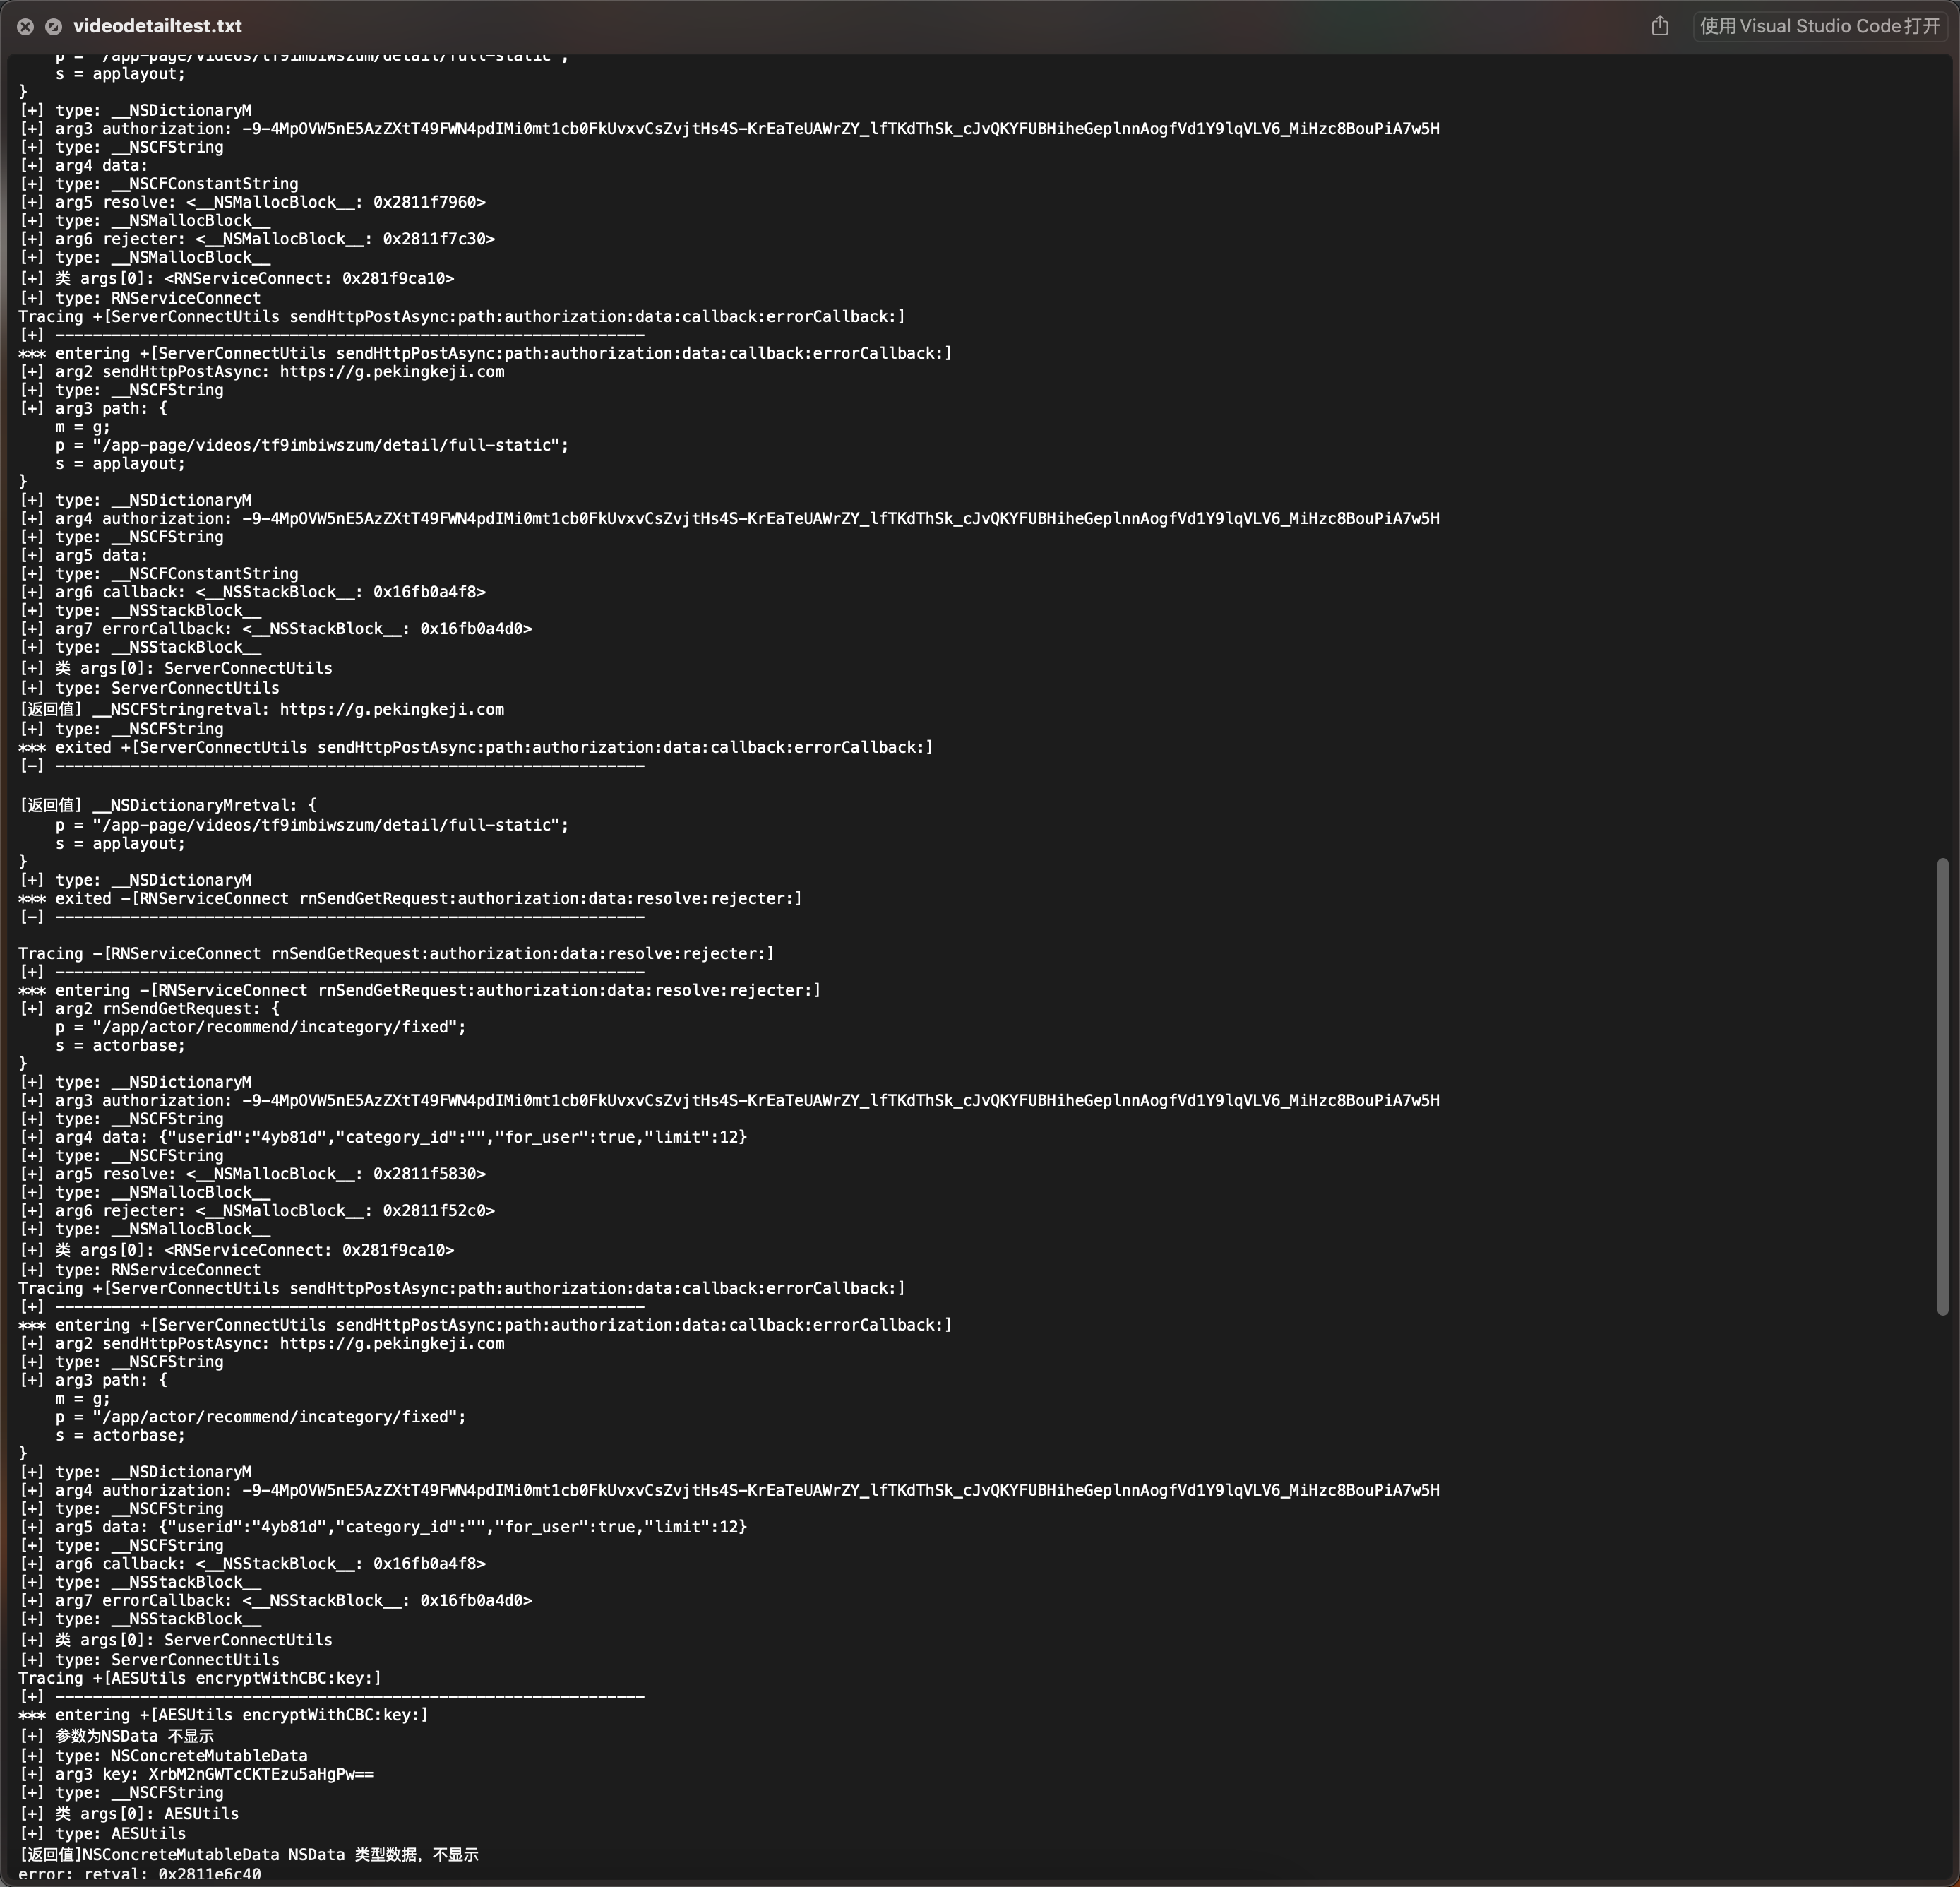 videodetailtest.txt
使用 Visual Studio Code 打开
    p = "/app-page/videos/tf9imbiwszum/detail/full-static";
    s = applayout;
}
[+] type: __NSDictionaryM
[+] arg3 authorization: -9-4MpOVW5nE5AzZXtT49FWN4pdIMi0mt1cb0FkUvxvCsZvjtHs4S-KrEaTeUAWrZY_lfTKdThSk_cJvQKYFUBHiheGeplnnAogfVd1Y9lqVLV6_MiHzc8BouPiA7w5H
[+] type: __NSCFString
[+] arg4 data:
[+] type: __NSCFConstantString
[+] arg5 resolve: <__NSMallocBlock__: 0x2811f7960>
[+] type: __NSMallocBlock__
[+] arg6 rejecter: <__NSMallocBlock__: 0x2811f7c30>
[+] type: __NSMallocBlock__
[+] 类 args[0]: <RNServiceConnect: 0x281f9ca10>
[+] type: RNServiceConnect
Tracing +[ServerConnectUtils sendHttpPostAsync:path:authorization:data:callback:errorCallback:]
[+] ---------------------------------------------------------------
*** entering +[ServerConnectUtils sendHttpPostAsync:path:authorization:data:callback:errorCallback:]
[+] arg2 sendHttpPostAsync: https://g.pekingkeji.com
[+] type: __NSCFString
[+] arg3 path: {
    m = g;
    p = "/app-page/videos/tf9imbiwszum/detail/full-static";
    s = applayout;
}
[+] type: __NSDictionaryM
[+] arg4 authorization: -9-4MpOVW5nE5AzZXtT49FWN4pdIMi0mt1cb0FkUvxvCsZvjtHs4S-KrEaTeUAWrZY_lfTKdThSk_cJvQKYFUBHiheGeplnnAogfVd1Y9lqVLV6_MiHzc8BouPiA7w5H
[+] type: __NSCFString
[+] arg5 data:
[+] type: __NSCFConstantString
[+] arg6 callback: <__NSStackBlock__: 0x16fb0a4f8>
[+] type: __NSStackBlock__
[+] arg7 errorCallback: <__NSStackBlock__: 0x16fb0a4d0>
[+] type: __NSStackBlock__
[+] 类 args[0]: ServerConnectUtils
[+] type: ServerConnectUtils
[返回值] __NSCFStringretval: https://g.pekingkeji.com
[+] type: __NSCFString
*** exited +[ServerConnectUtils sendHttpPostAsync:path:authorization:data:callback:errorCallback:]
[-] ---------------------------------------------------------------
[返回值] __NSDictionaryMretval: {
    p = "/app-page/videos/tf9imbiwszum/detail/full-static";
    s = applayout;
}
[+] type: __NSDictionaryM
*** exited -[RNServiceConnect rnSendGetRequest:authorization:data:resolve:rejecter:]
[-] ---------------------------------------------------------------
Tracing -[RNServiceConnect rnSendGetRequest:authorization:data:resolve:rejecter:]
[+] ---------------------------------------------------------------
*** entering -[RNServiceConnect rnSendGetRequest:authorization:data:resolve:rejecter:]
[+] arg2 rnSendGetRequest: {
    p = "/app/actor/recommend/incategory/fixed";
    s = actorbase;
}
[+] type: __NSDictionaryM
[+] arg3 authorization: -9-4MpOVW5nE5AzZXtT49FWN4pdIMi0mt1cb0FkUvxvCsZvjtHs4S-KrEaTeUAWrZY_lfTKdThSk_cJvQKYFUBHiheGeplnnAogfVd1Y9lqVLV6_MiHzc8BouPiA7w5H
[+] type: __NSCFString
[+] arg4 data: {"userid":"4yb81d","category_id":"","for_user":true,"limit":12}
[+] type: __NSCFString
[+] arg5 resolve: <__NSMallocBlock__: 0x2811f5830>
[+] type: __NSMallocBlock__
[+] arg6 rejecter: <__NSMallocBlock__: 0x2811f52c0>
[+] type: __NSMallocBlock__
[+] 类 args[0]: <RNServiceConnect: 0x281f9ca10>
[+] type: RNServiceConnect
Tracing +[ServerConnectUtils sendHttpPostAsync:path:authorization:data:callback:errorCallback:]
[+] ---------------------------------------------------------------
*** entering +[ServerConnectUtils sendHttpPostAsync:path:authorization:data:callback:errorCallback:]
[+] arg2 sendHttpPostAsync: https://g.pekingkeji.com
[+] type: __NSCFString
[+] arg3 path: {
    m = g;
    p = "/app/actor/recommend/incategory/fixed";
    s = actorbase;
}
[+] type: __NSDictionaryM
[+] arg4 authorization: -9-4MpOVW5nE5AzZXtT49FWN4pdIMi0mt1cb0FkUvxvCsZvjtHs4S-KrEaTeUAWrZY_lfTKdThSk_cJvQKYFUBHiheGeplnnAogfVd1Y9lqVLV6_MiHzc8BouPiA7w5H
[+] type: __NSCFString
[+] arg5 data: {"userid":"4yb81d","category_id":"","for_user":true,"limit":12}
[+] type: __NSCFString
[+] arg6 callback: <__NSStackBlock__: 0x16fb0a4f8>
[+] type: __NSStackBlock__
[+] arg7 errorCallback: <__NSStackBlock__: 0x16fb0a4d0>
[+] type: __NSStackBlock__
[+] 类 args[0]: ServerConnectUtils
[+] type: ServerConnectUtils
Tracing +[AESUtils encryptWithCBC:key:]
[+] ---------------------------------------------------------------
*** entering +[AESUtils encryptWithCBC:key:]
[+] 参数为NSData 不显示
[+] type: NSConcreteMutableData
[+] arg3 key: XrbM2nGWTcCKTEzu5aHgPw==
[+] type: __NSCFString
[+] 类 args[0]: AESUtils
[+] type: AESUtils
[返回值]NSConcreteMutableData NSData 类型数据，不显示
error: retval: 0x2811e6c40